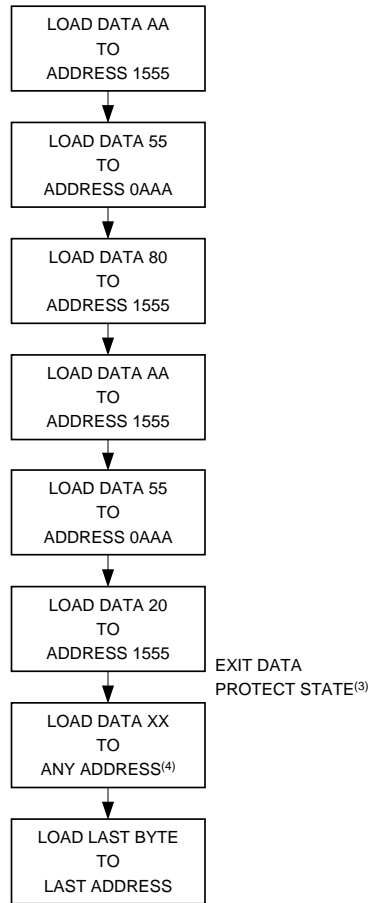 LOAD DATA AA
TO
ADDRESS 1555
LOAD DATA 55
TO
ADDRESS 0AAA
LOAD DATA 80
TO
ADDRESS 1555
LOAD DATA AA
TO
ADDRESS 1555
LOAD DATA 55
TO
ADDRESS 0AAA
LOAD DATA 20
TO
ADDRESS 1555
EXIT DATA
PROTECT STATE(3)
LOAD DATA XX
TO
ANY ADDRESS(4)
LOAD LAST BYTE
TO
LAST ADDRESS